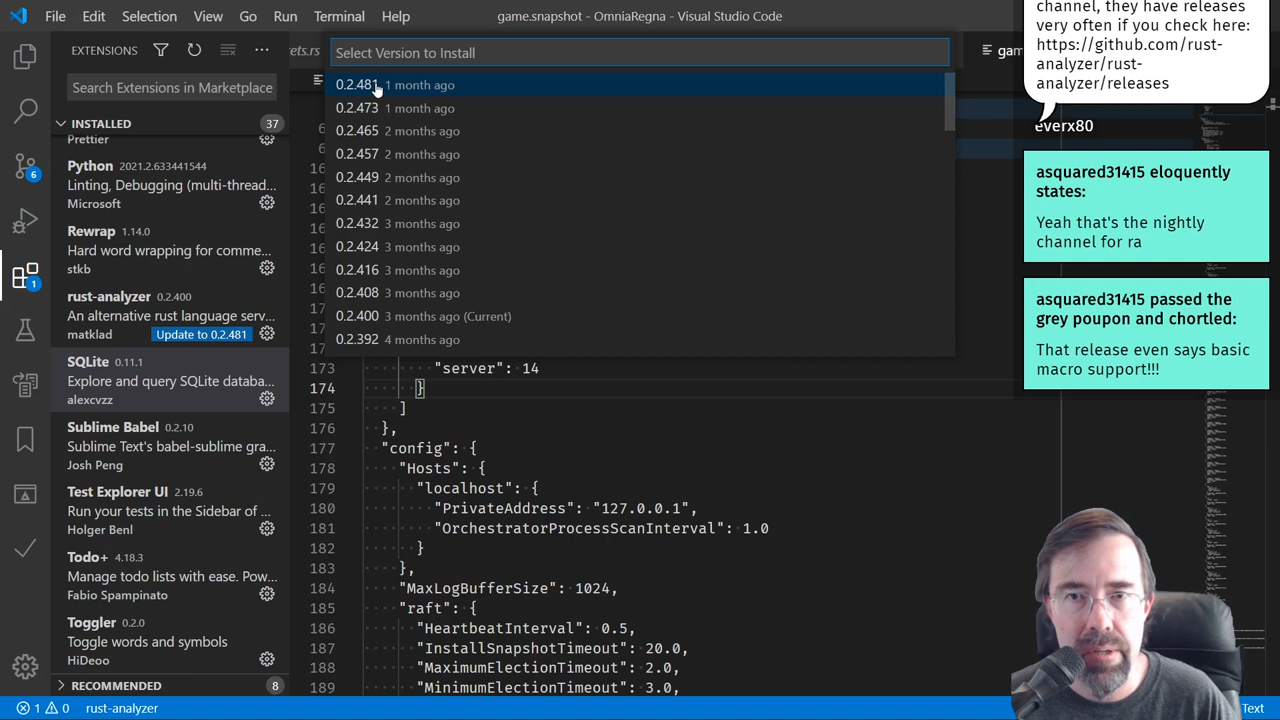 File Edit Selection View Go Run Terminal Help
game.snapshot - OmniaRegna - Visual Studio Code
channel, they have releases
very often if you check here:
https://github.com/rust-
analyzer/rust-
analyzer/releases
everx80
asquared31415 eloquently
states:
Yeah that's the nightly
channel for ra
asquared31415 passed the
grey poupon and chortled:
That release even says basic
macro support!!!
EXTENSIONS
Search Extensions in Marketplace
INSTALLED 37
Prettier
Python 2021.2.633441544
Linting, Debugging (multi-thread...
Microsoft
Rewrap 1.14.0
Hard word wrapping for comme...
stkb
rust-analyzer 0.2.400
An alternative rust language serv...
matklad Update to 0.2.481
SQLite 0.11.1
Explore and query SQLite databa...
alexcvzz
Sublime Babel 0.2.10
Sublime Text's babel-sublime gra...
Josh Peng
Test Explorer UI 2.19.6
Run your tests in the Sidebar of ...
Holger Benl
Todo+ 4.18.3
Manage todo lists with ease. Pow...
Fabio Spampinato
Toggler 0.2.0
Toggle words and symbols
HiDeoo
RECOMMENDED 8
6
1
ets.rs
Select Version to Install
0.2.481 1 month ago
0.2.473 1 month ago
0.2.465 2 months ago
0.2.457 2 months ago
0.2.449 2 months ago
0.2.441 2 months ago
0.2.432 3 months ago
0.2.424 3 months ago
0.2.416 3 months ago
0.2.408 3 months ago
0.2.400 3 months ago (Current)
0.2.392 4 months ago
173 "server": 14
174 }
175 ]
176 },
177 "config": {
178 "Hosts": {
179 "localhost": {
180 "PrivateAddress": "127.0.0.1",
181 "OrchestratorProcessScanInterval": 1.0
182 }
183 },
184 "MaxLogBufferSize": 1024,
185 "raft": {
186 "HeartbeatInterval": 0.5,
187 "InstallSnapshotTimeout": 20.0,
188 "MaximumElectionTimeout": 2.0,
189 "MinimumElectionTimeout": 3.0,
1 0 rust-analyzer
Text